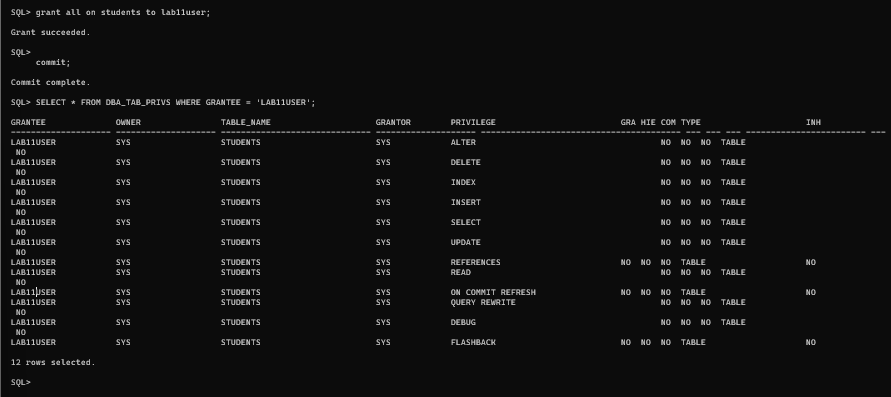 SQL> grant all on students to lab11user;
Grant succeeded.
SQL>
commit;
Commit complete.
SQL> SELECT * FROM DBA_TAB_PRIVS WHERE GRANTEE = 'LAB11USER';
GRANTEE OWNER TABLE_NAME GRANTOR PRIVILEGE GRA HIE COM TYPE INH
-------------------- -------------------- ------------------------------ -------------------- ---------------------------------------- --- --- --- ------------------------ ---
LAB11USER SYS STUDENTS SYS ALTER NO NO NO TABLE
NO
LAB11USER SYS STUDENTS SYS DELETE NO NO NO TABLE
NO
LAB11USER SYS STUDENTS SYS INDEX NO NO NO TABLE
NO
LAB11USER SYS STUDENTS SYS INSERT NO NO NO TABLE
NO
LAB11USER SYS STUDENTS SYS SELECT NO NO NO TABLE
NO
LAB11USER SYS STUDENTS SYS UPDATE NO NO NO TABLE
NO
LAB11USER SYS STUDENTS SYS REFERENCES NO NO NO TABLE NO
LAB11USER SYS STUDENTS SYS READ NO NO NO TABLE
NO
LAB11USER SYS STUDENTS SYS ON COMMIT REFRESH NO NO NO TABLE NO
LAB11USER SYS STUDENTS SYS QUERY REWRITE NO NO NO TABLE
NO
LAB11USER SYS STUDENTS SYS DEBUG NO NO NO TABLE
NO
LAB11USER SYS STUDENTS SYS FLASHBACK NO NO NO TABLE NO
12 rows selected.
SQL>